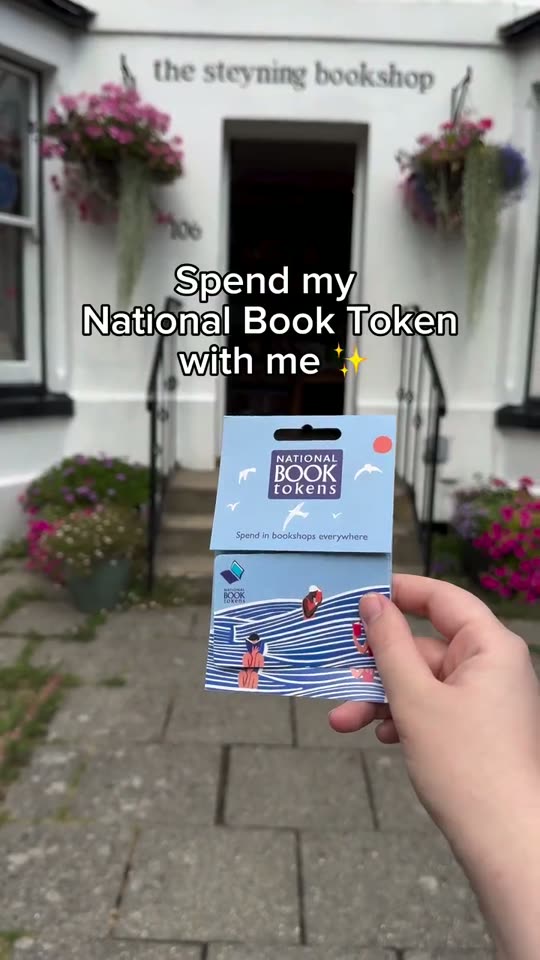 the steyning bookshop
106
Spend my
National Book Token
with me ✨
NATIONAL
BOOK
tokens
Spend in bookshops everywhere
NATIONAL
BOOK
tokens